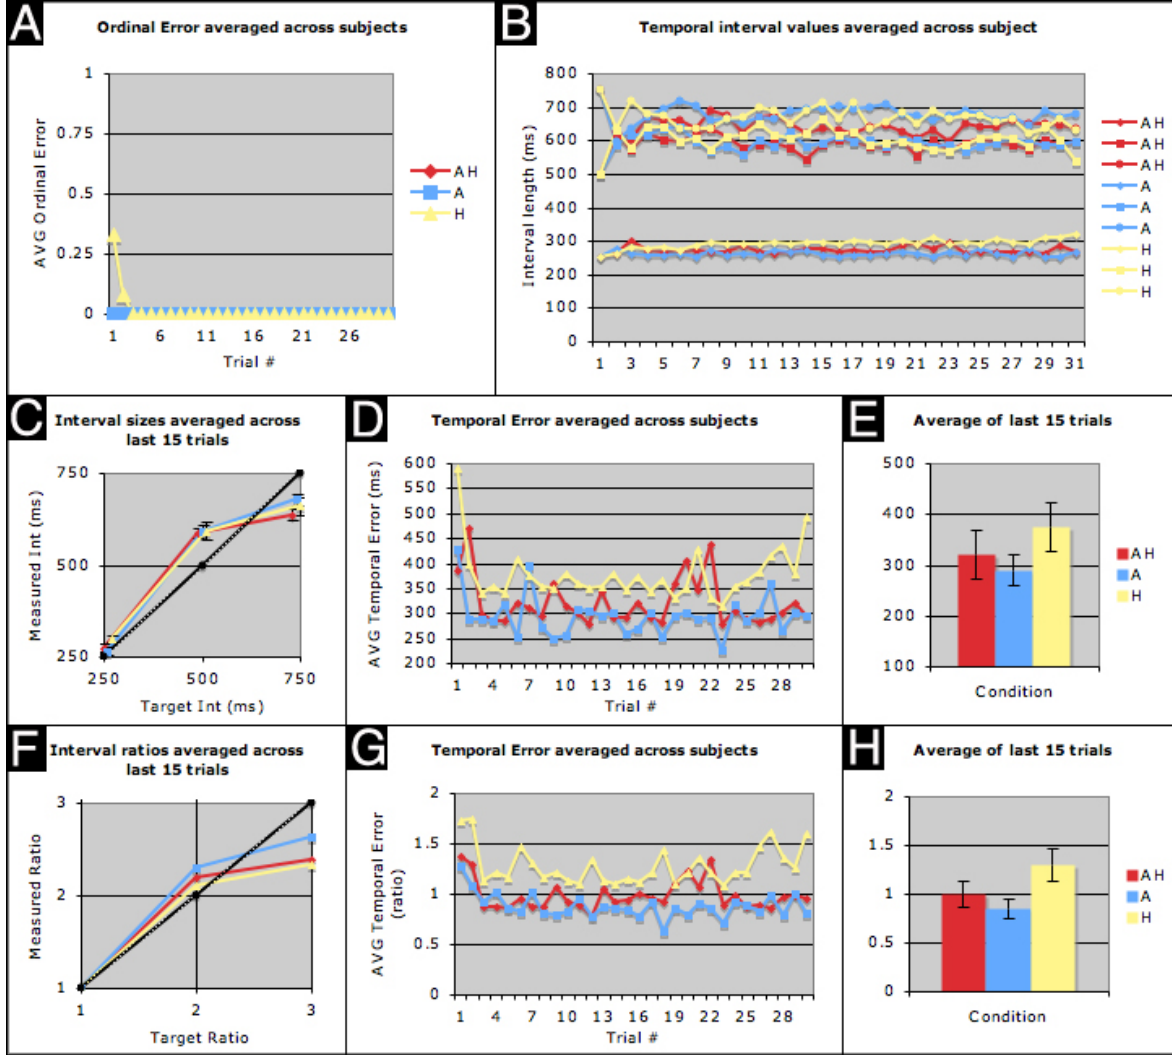 A
Ordinal Error averaged across subjects
1
0.75
0.5
0.25
0
AVG Ordinal Error
1 6 11 16 21 26
Trial #
A H
A
H
B
Temporal interval values averaged across subject
800
700
600
500
400
300
200
100
0
Interval length (ms)
1 3 5 7 9 11 13 15 17 19 21 23 25 27 29 31
A H
A H
A H
A
A
A
H
H
H
C
Interval sizes averaged across
last 15 trials
750
500
250
Measured Int (ms)
250 500 750
Target Int (ms)
D
Temporal Error averaged across subjects
600
550
500
450
400
350
300
250
200
AVG Temporal Error (ms)
1 4 7 10 13 16 19 22 25 28
Trial #
E
Average of last 15 trials
500
400
300
200
100
Condition
A H
A
H
F
Interval ratios averaged across
last 15 trials
3
2
1
Measured Ratio
1 2 3
Target Ratio
G
Temporal Error averaged across subjects
2
1.5
1
0.5
0
AVG Temporal Error
(ratio)
1 4 7 10 13 16 19 22 25 28
Trial #
H
Average of last 15 trials
2
1.5
1
0.5
0
Condition
A H
A
H